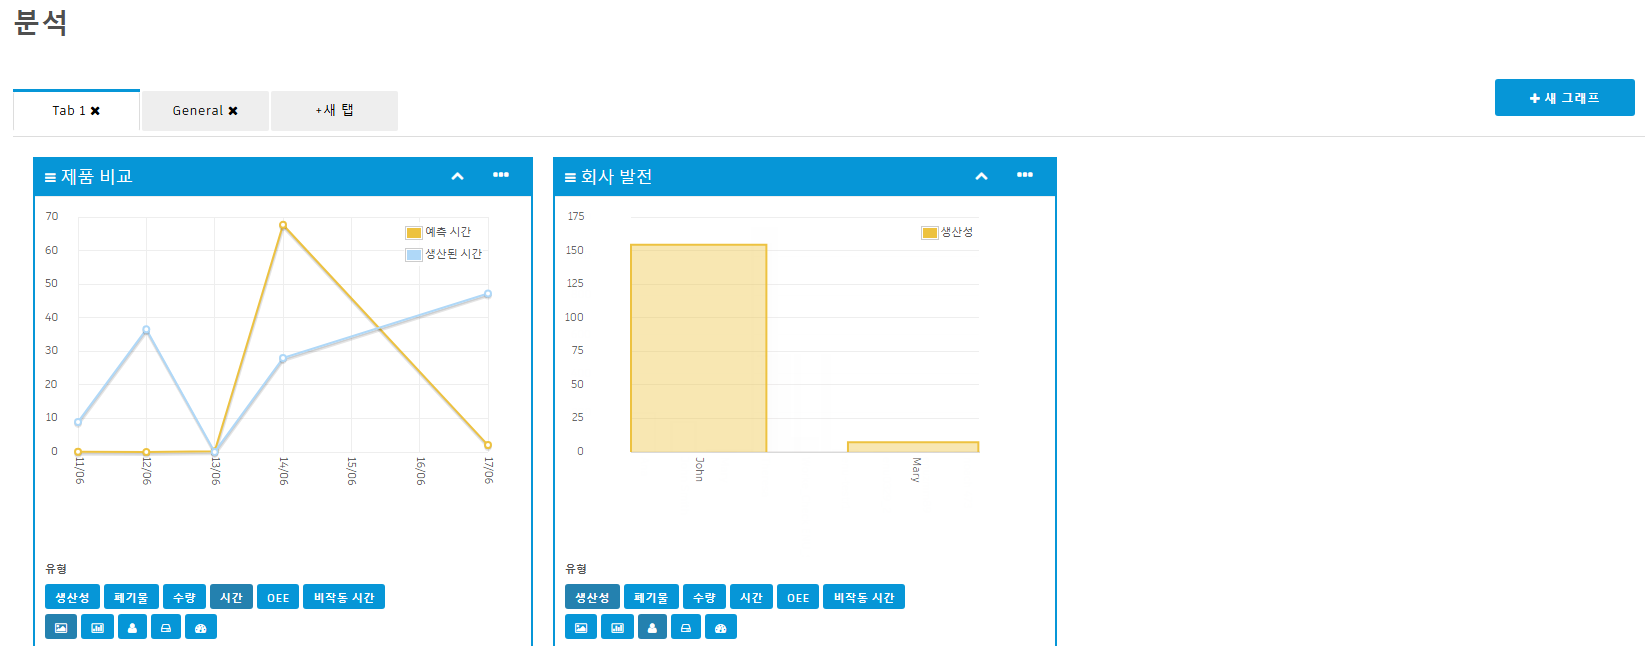 분석
Tab 1 ✖
General ✖
+새 탭
+ 새 그래프
제품 비교
70
60
50
40
30
20
10
0
예측 시간
생산된 시간
11/06
12/06
13/06
14/06
15/06
16/06
17/06
유형
생산성 폐기물 수량 시간 OEE 비작동 시간
회사 발전
175
150
125
100
75
50
25
0
생산성
John
Mary
유형
생산성 폐기물 수량 시간 OEE 비작동 시간